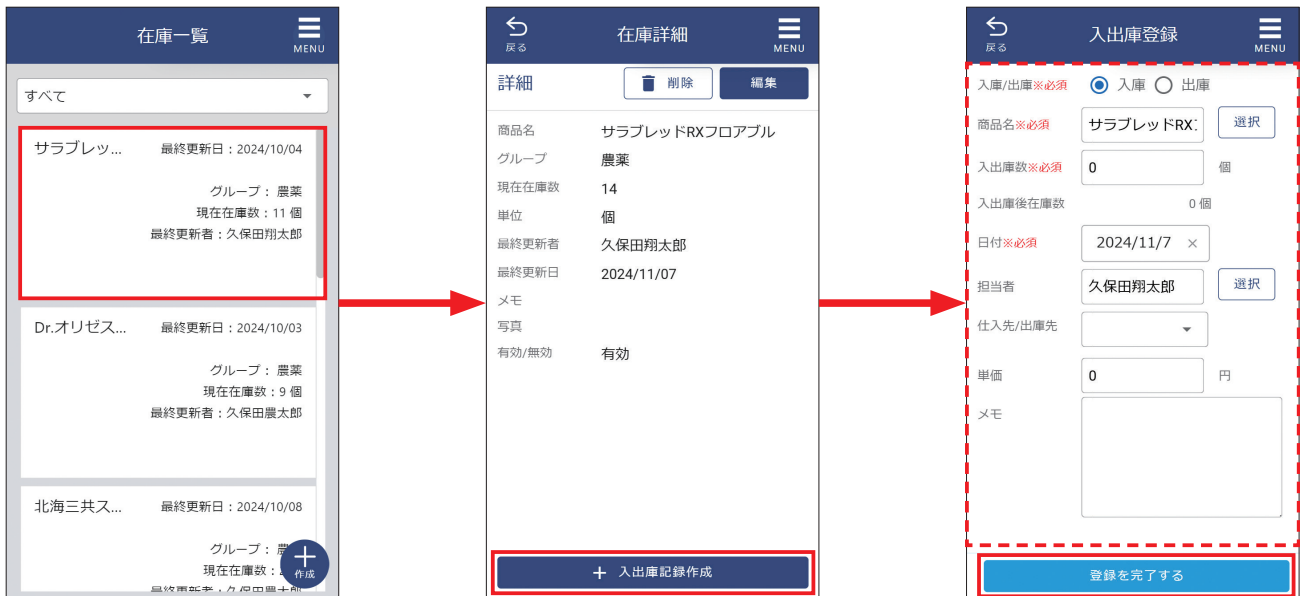 在庫一覧
MENU
すべて
サラブレッ... 最終更新日：2024/10/04
グループ： 農薬
現在在庫数：11 個
最終更新者：久保田翔太郎
Dr.オリゼス... 最終更新日：2024/10/03
グループ： 農薬
現在在庫数：9 個
最終更新者：久保田農太郎
北海三共ス... 最終更新日：2024/10/08
グループ：
現在在庫数：
作成
最終更新者：久保田農太郎
戻る
在庫詳細
MENU
詳細
削除
編集
商品名 サラブレッドRXフロアブル
グループ 農薬
現在在庫数 14
単位 個
最終更新者 久保田翔太郎
最終更新日 2024/11/07
メモ
写真
有効/無効 有効
＋ 入出庫記録作成
戻る
入出庫登録
MENU
入庫/出庫※必須 入庫 出庫
商品名※必須 サラブレッドRX 選択
入出庫数※必須 0 個
入出庫後在庫数 0 個
日付※必須 2024/11/7 ×
担当者 久保田翔太郎 選択
仕入先/出庫先
単価 0 円
メモ
登録を完了する